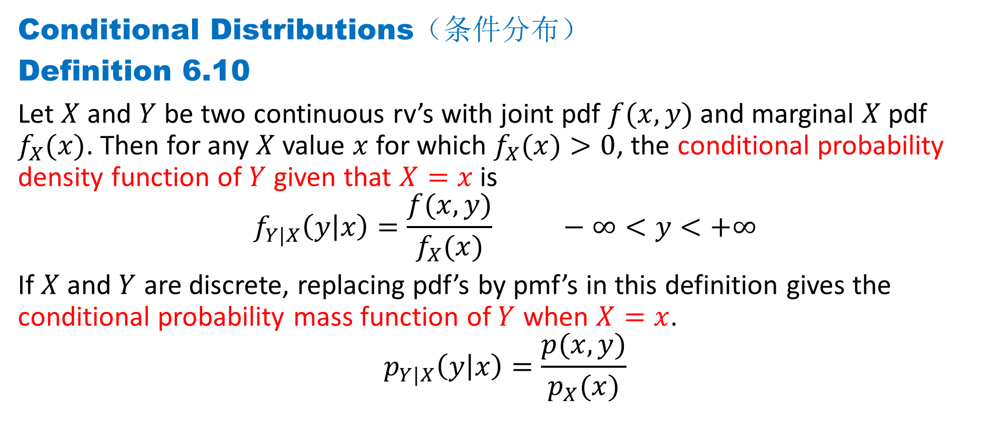 Conditional Distributions（条件分布）
Definition 6.10
Let X and Y be two continuous rv’s with joint pdf f(x, y) and marginal X pdf
f_X(x). Then for any X value x for which f_X(x) > 0, the conditional probability
density function of Y given that X = x is
f_{Y|X}(y|x) = \frac{f(x, y)}{f_X(x)}    − ∞ < y < +∞
If X and Y are discrete, replacing pdf’s by pmf’s in this definition gives the
conditional probability mass function of Y when X = x.
p_{Y|X}(y|x) = \frac{p(x, y)}{p_X(x)}